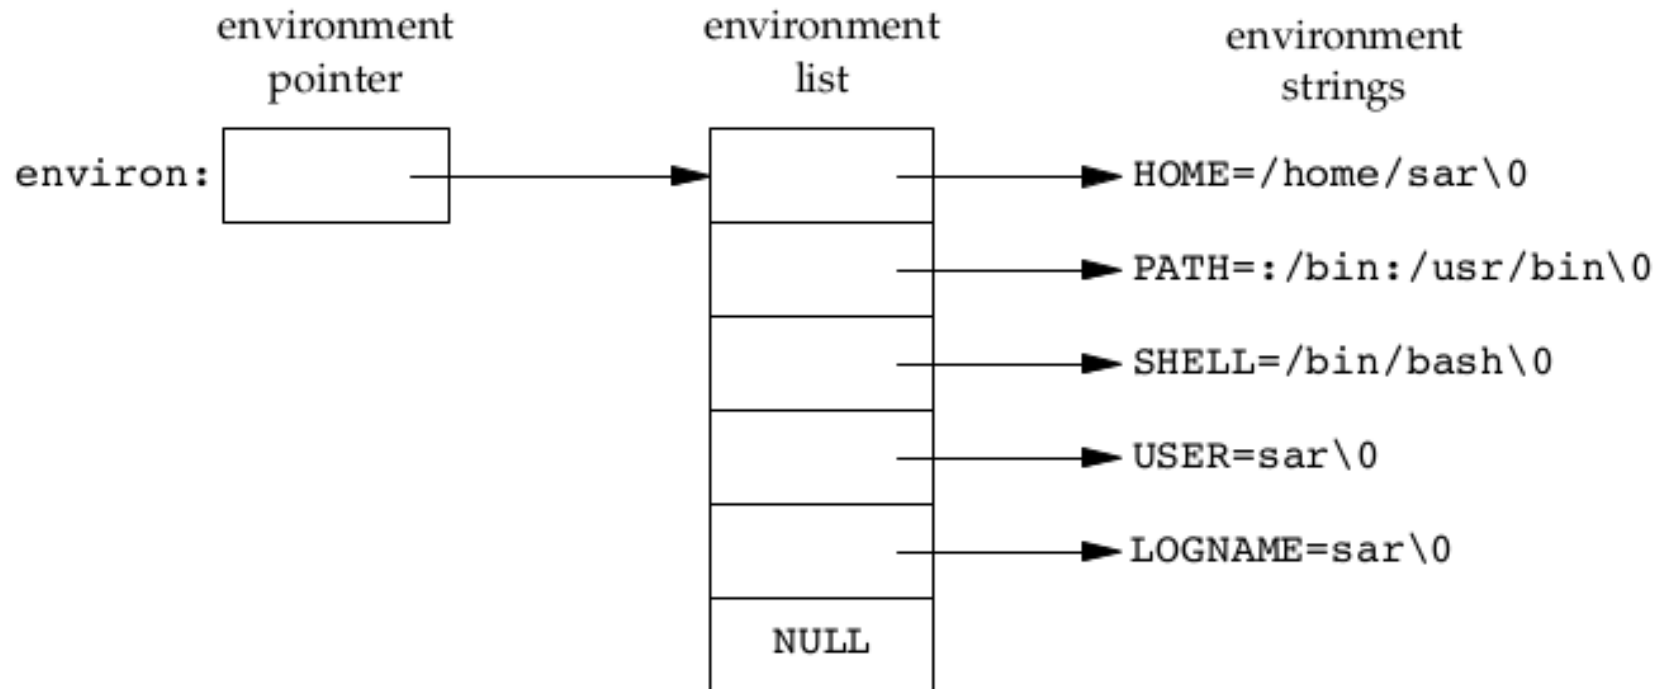 environment
pointer
environment
list
environment
strings
environ:
HOME=/home/sar\0
PATH=:/bin:/usr/bin\0
SHELL=/bin/bash\0
USER=sar\0
LOGNAME=sar\0
NULL